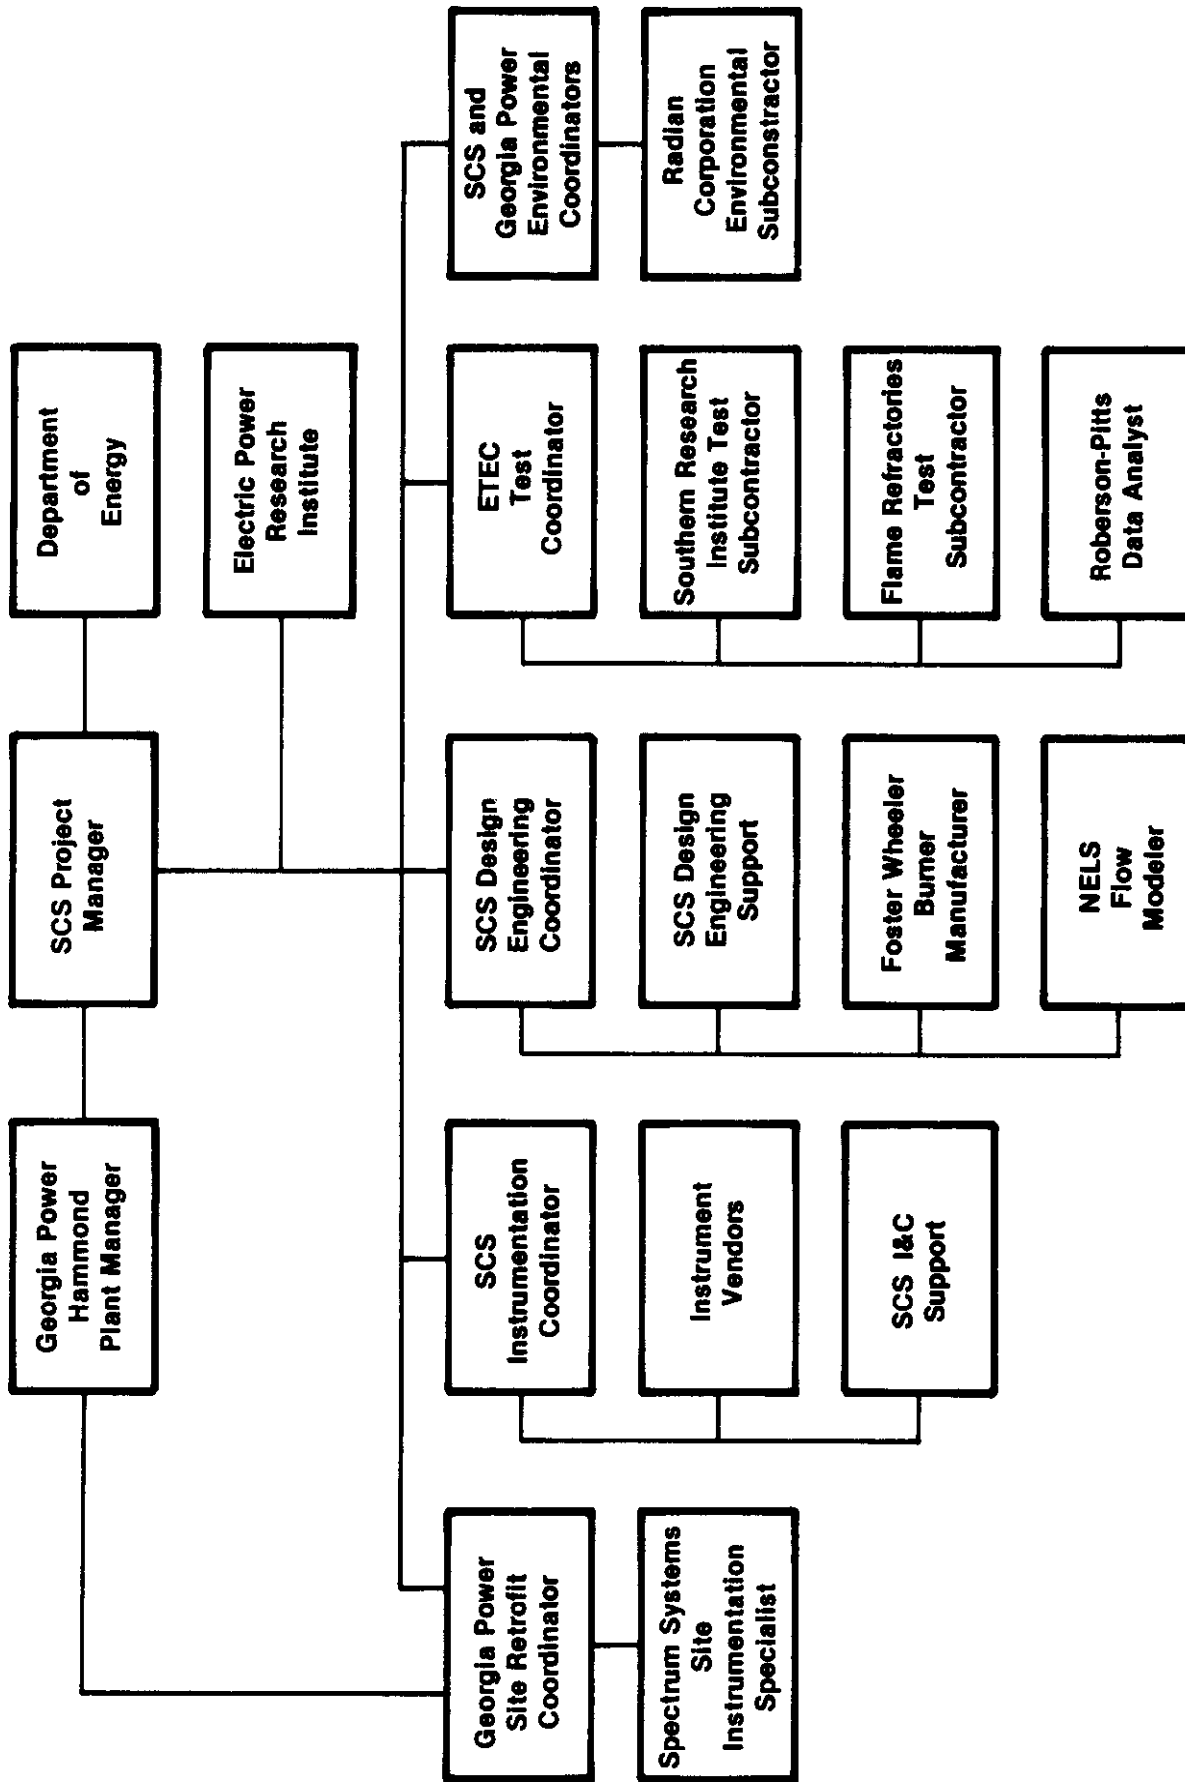 Georgia Power
Hammond
Plant Manager
SCS Project
Manager
Department
of
Energy
Electric Power
Research
Institute
Georgia Power
Site Retrofit
Coordinator
SCS
Instrumentation
Coordinator
SCS Design
Engineering
Coordinator
ETEC
Test
Coordinator
SCS and
Georgia Power
Environmental
Coordinators
Spectrum Systems
Site
Instrumentation
Specialist
Instrument
Vendors
SCS Design
Engineering
Support
Southern Research
Institute Test
Subcontractor
Radian
Corporation
Environmental
Subconstractor
SCS I&C
Support
Foster Wheeler
Burner
Manufacturer
Flame Refractories
Test
Subcontractor
NELS
Flow
Modeler
Roberson-Pitts
Data Analyst